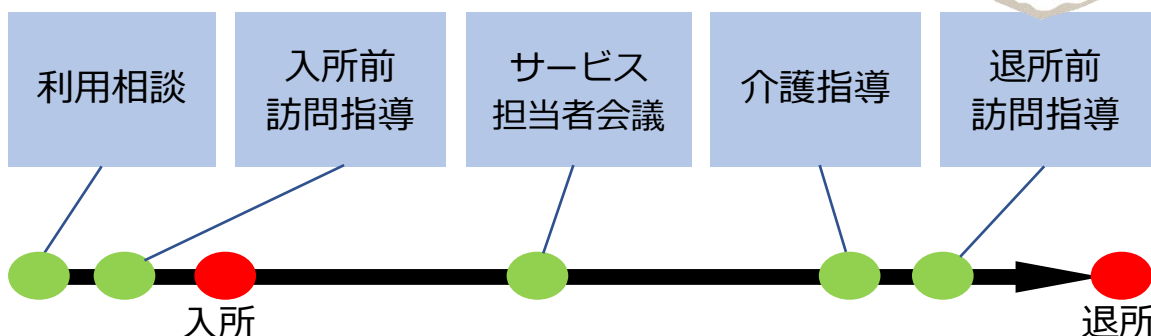 利用相談
入所前
訪問指導
サービス
担当者会議
介護指導
退所前
訪問指導
入所
退所